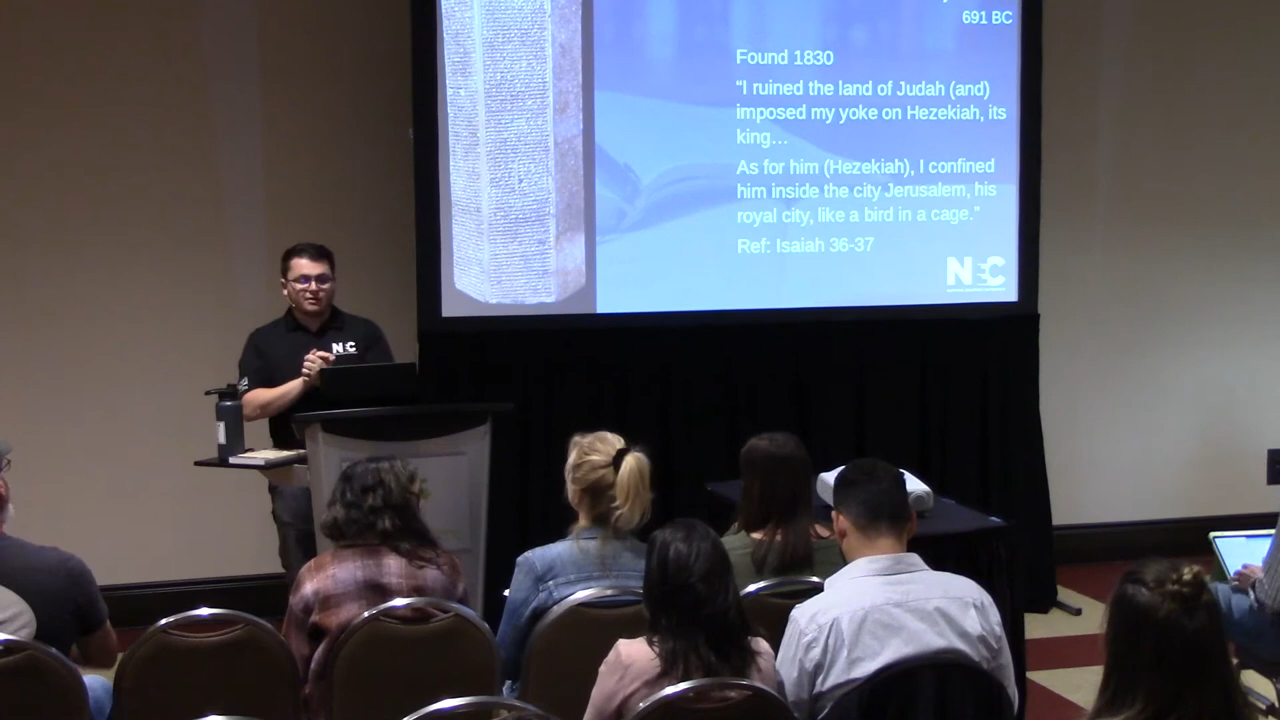 691 BC
Found 1830
"I ruined the land of Judah (and)
imposed my yoke on Hezekiah, its
king...
As for him (Hezekiah), I confined
him inside the city Jerusalem, his
royal city, like a bird in a cage."
Ref: Isaiah 36-37
NEC
NEC